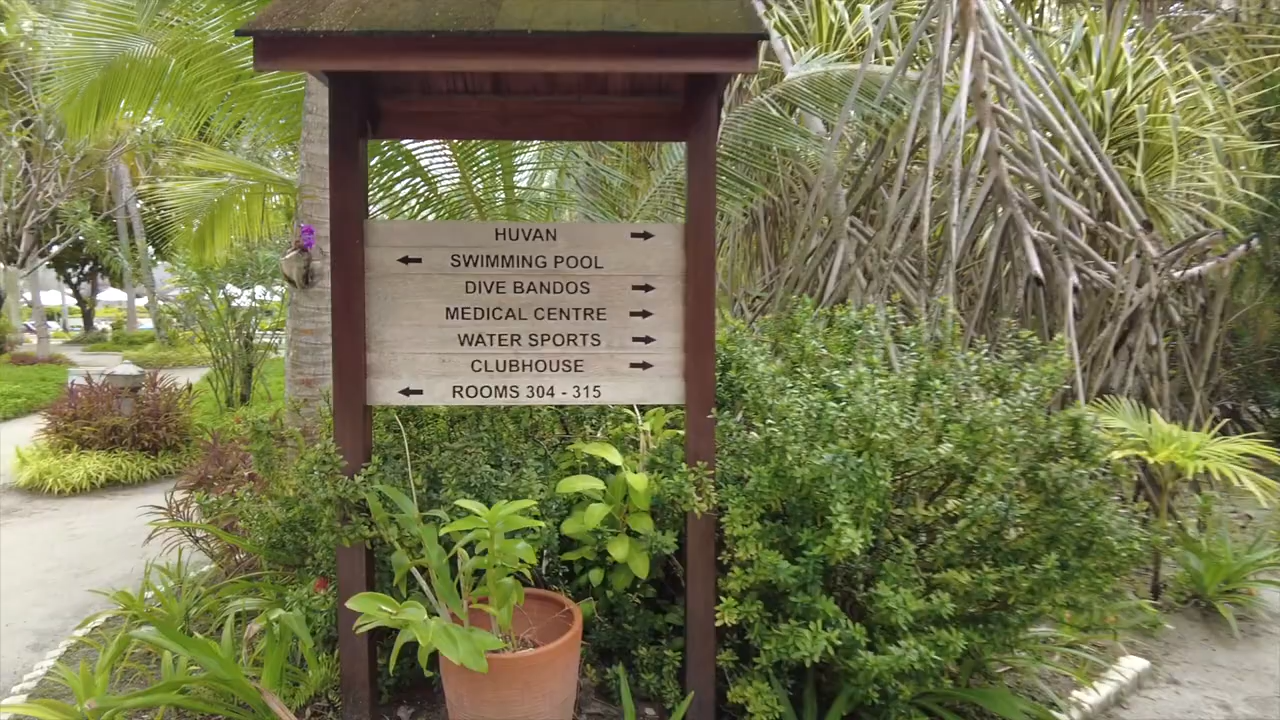 HUVAN →
← SWIMMING POOL
DIVE BANDOS →
MEDICAL CENTRE →
WATER SPORTS →
CLUBHOUSE →
← ROOMS 304 - 315